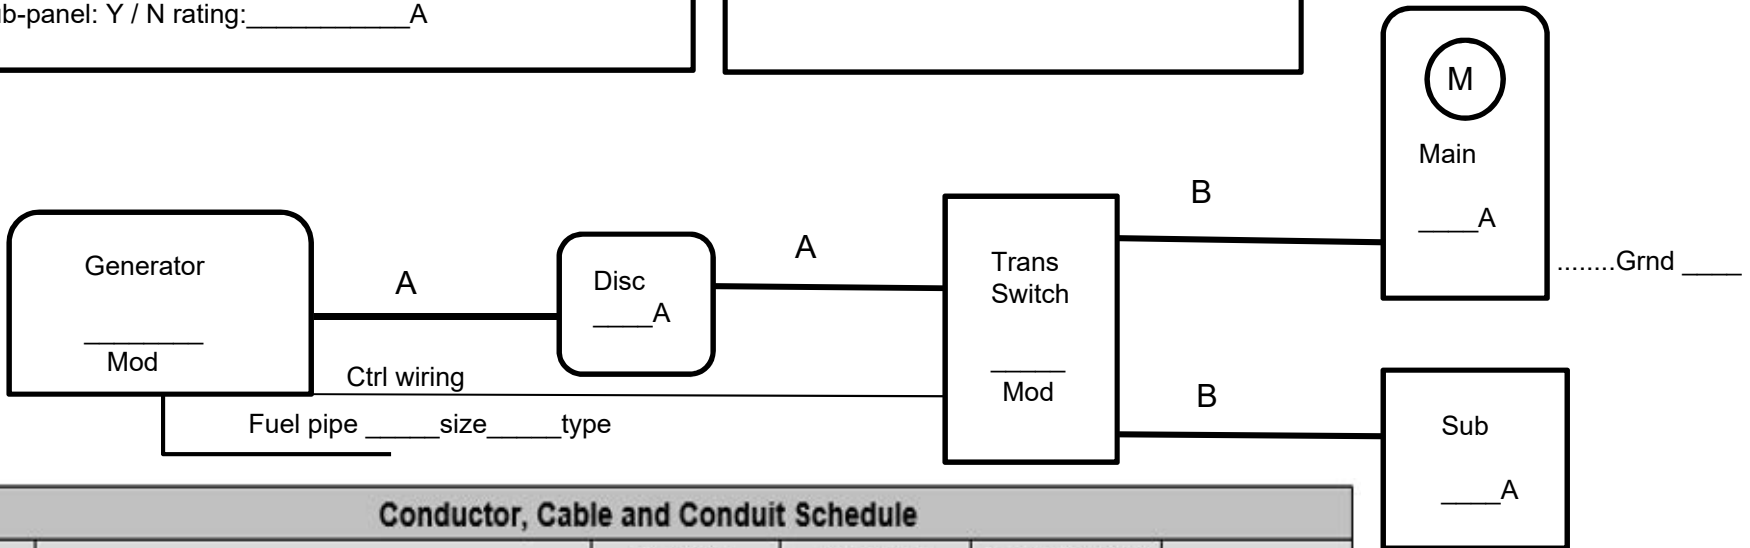 b-panel: Y / N rating:___________A
M
Main
____A
........Grnd ____
B
Generator
________
Mod
A
Disc
____A
A
Trans
Switch
_____
Mod
Ctrl wiring
Fuel pipe _____size_____type
B
Sub
____A
Conductor, Cable and Conduit Schedule